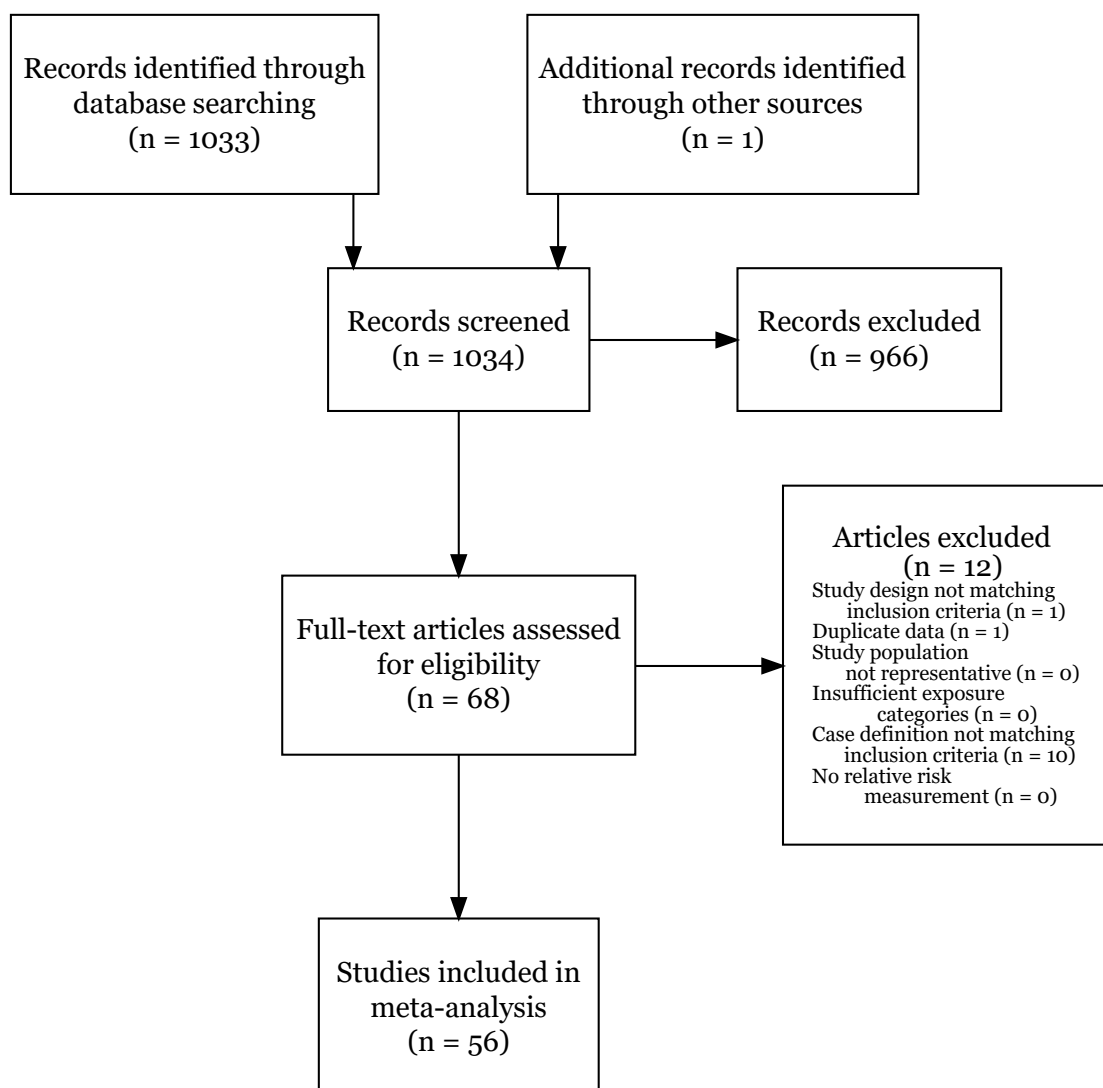 Records identified through
database searching
(n = 1033)
Additional records identified
through other sources
(n = 1)
Records screened
(n = 1034)
Records excluded
(n = 966)
Full-text articles assessed
for eligibility
(n = 68)
Articles excluded
(n = 12)
Study design not matching
inclusion criteria (n = 1)
Duplicate data (n = 1)
Study population
not representative (n = 0)
Insufficient exposure
categories (n = 0)
Case definition not matching
inclusion criteria (n = 10)
No relative risk
measurement (n = 0)
Studies included in
meta-analysis
(n = 56)